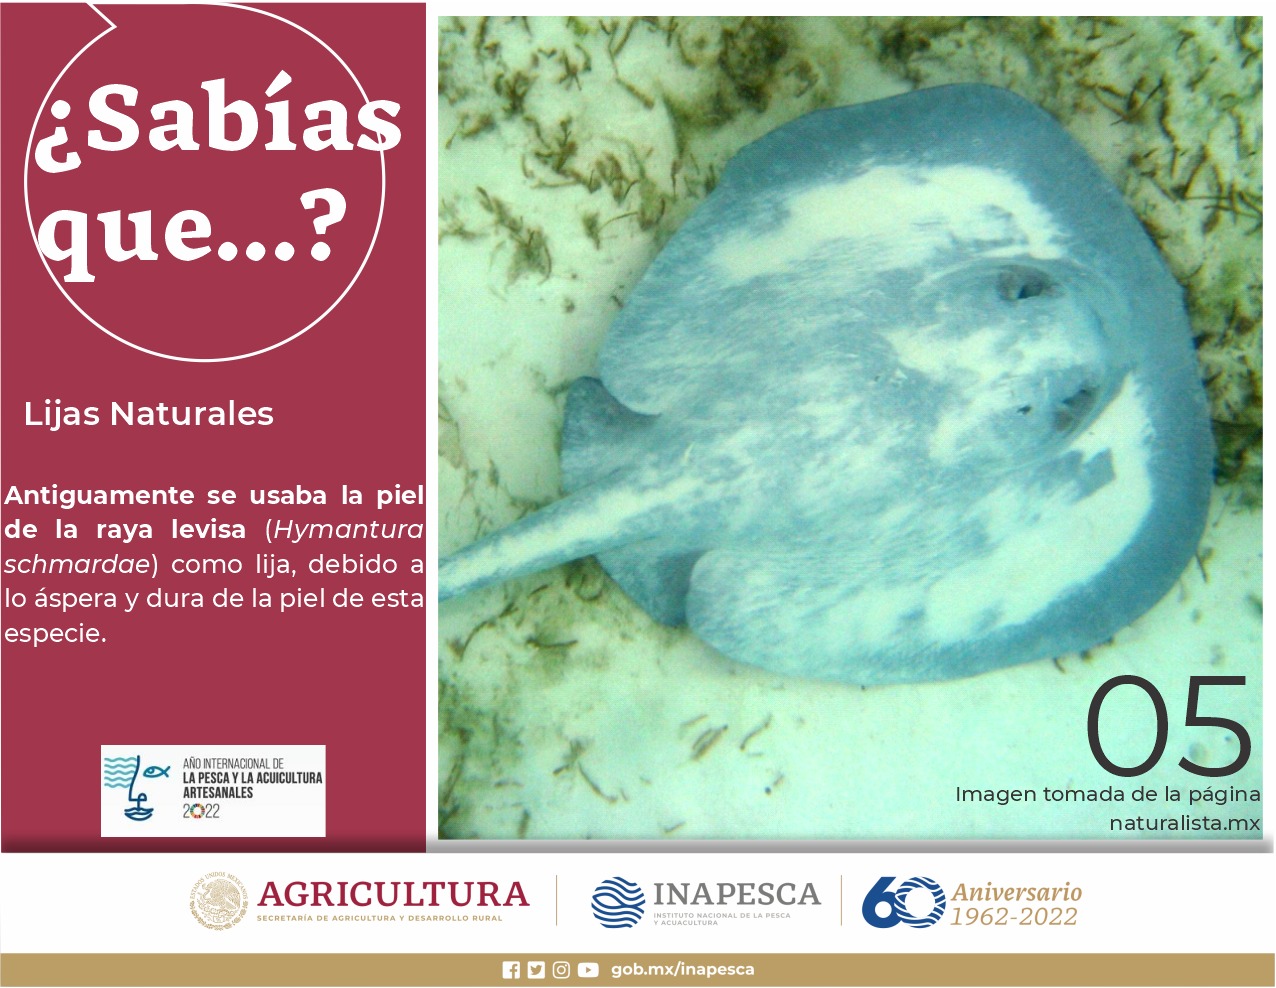 ¿Sabías
que...?
Lijas Naturales
Antiguamente se usaba la piel
de la raya levisa (Hymantura
schmardae) como lija, debido a
lo áspera y dura de la piel de esta
especie.
AÑO INTERNACIONAL DE
LA PESCA Y LA ACUICULTURA
ARTESANALES
2022
05
Imagen tomada de la página
naturalista.mx
ESTADOS UNIDOS MEXICANOS
AGRICULTURA
SECRETARÍA DE AGRICULTURA Y DESARROLLO RURAL
INAPESCA
INSTITUTO NACIONAL DE LA PESCA
Y ACUACULTURA
60 Aniversario
1962-2022
gob.mx/inapesca